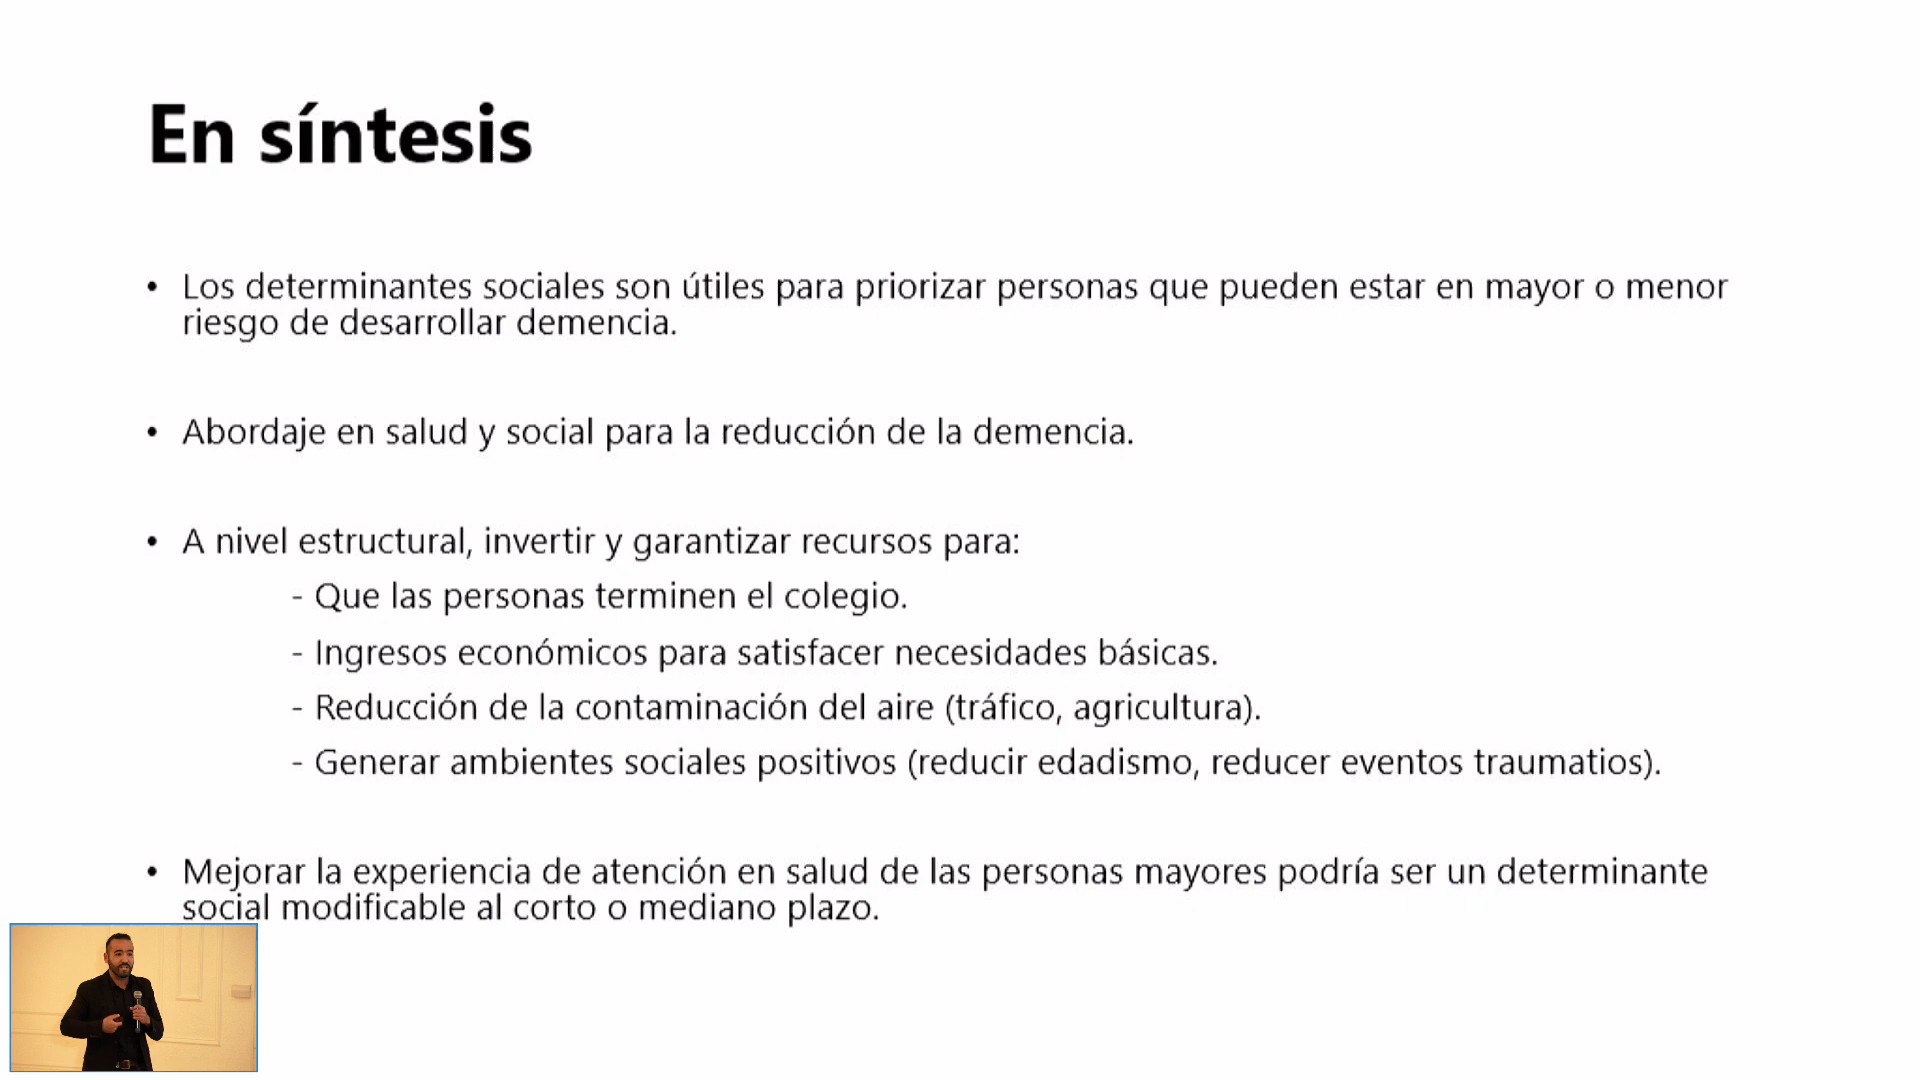 En síntesis
• Los determinantes sociales son útiles para priorizar personas que pueden estar en mayor o menor
riesgo de desarrollar demencia.
• Abordaje en salud y social para la reducción de la demencia.
• A nivel estructural, invertir y garantizar recursos para:
- Que las personas terminen el colegio.
- Ingresos económicos para satisfacer necesidades básicas.
- Reducción de la contaminación del aire (tráfico, agricultura).
- Generar ambientes sociales positivos (reducir edadismo, reducer eventos traumatios).
• Mejorar la experiencia de atención en salud de las personas mayores podría ser un determinante
social modificable al corto o mediano plazo.